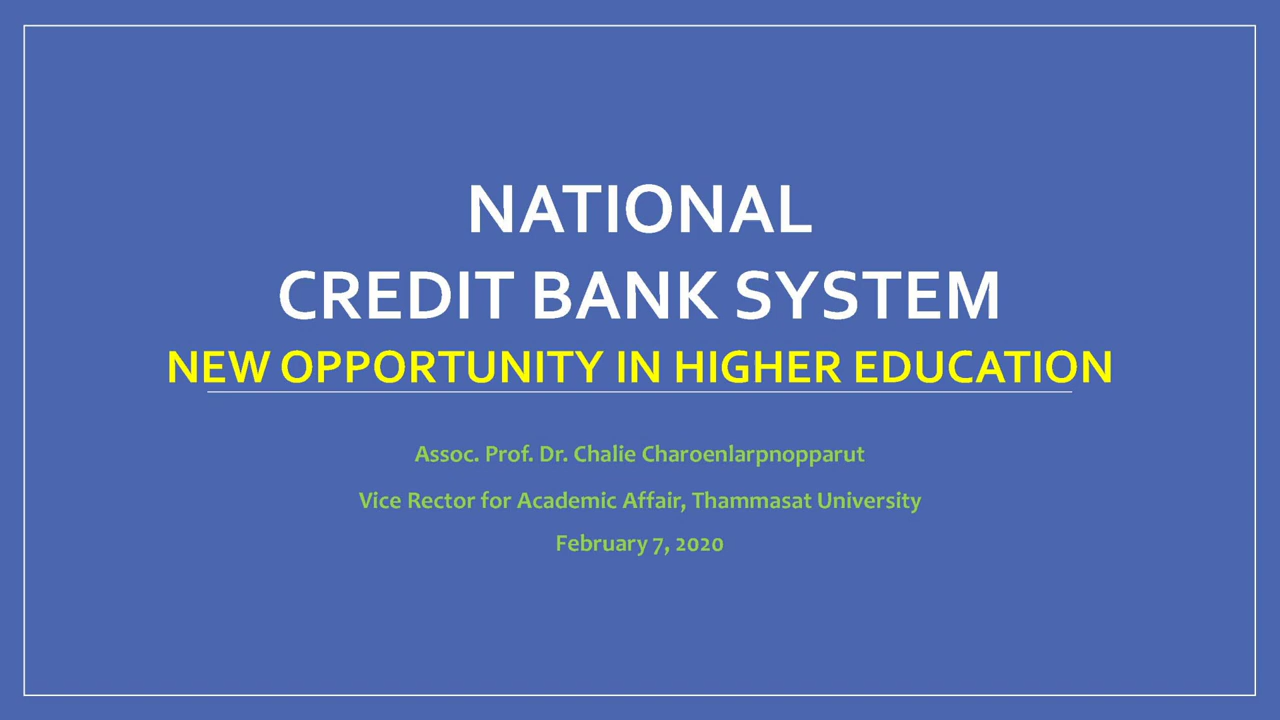 NATIONAL
CREDIT BANK SYSTEM
NEW OPPORTUNITY IN HIGHER EDUCATION
Assoc. Prof. Dr. Chalie Charoenlarpnopparut
Vice Rector for Academic Affair, Thammasat University
February 7, 2020